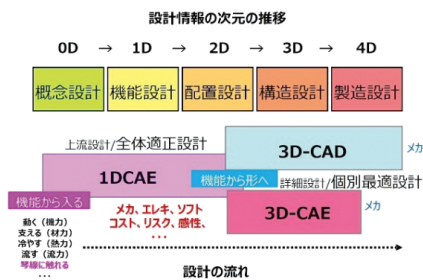 設計情報の次元の推移
0D → 1D → 2D → 3D → 4D
概念設計 機能設計 配置設計 構造設計 製造設計
上流設計/全体適正設計
3D-CAD
メカ
1DCAE
機能から形へ
詳細設計/個別最適設計
機能から入る
3D-CAE
メカ
動く（機力）
支える（材力）
冷やす（熱力）
流す（流力）
琴線に触れる
・・・
メカ、エレキ、ソフト
コスト、リスク、感性、
・・・
設計の流れ